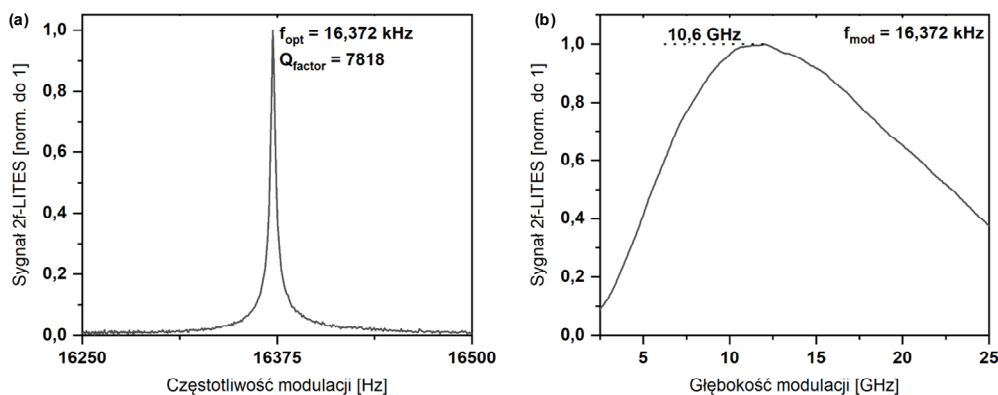 (a)
f_opt = 16,372 kHz
Q_factor = 7818
1,0
0,8
0,6
0,4
0,2
0,0
Sygnał 2f-LITES [norm. do 1]
16250
16375
16500
Częstotliwość modulacji [Hz]
(b)
10,6 GHz
f_mod = 16,372 kHz
1,0
0,8
0,6
0,4
0,2
0,0
Sygnał 2f-LITES [norm. do 1]
5
10
15
20
25
Głębokość modulacji [GHz]